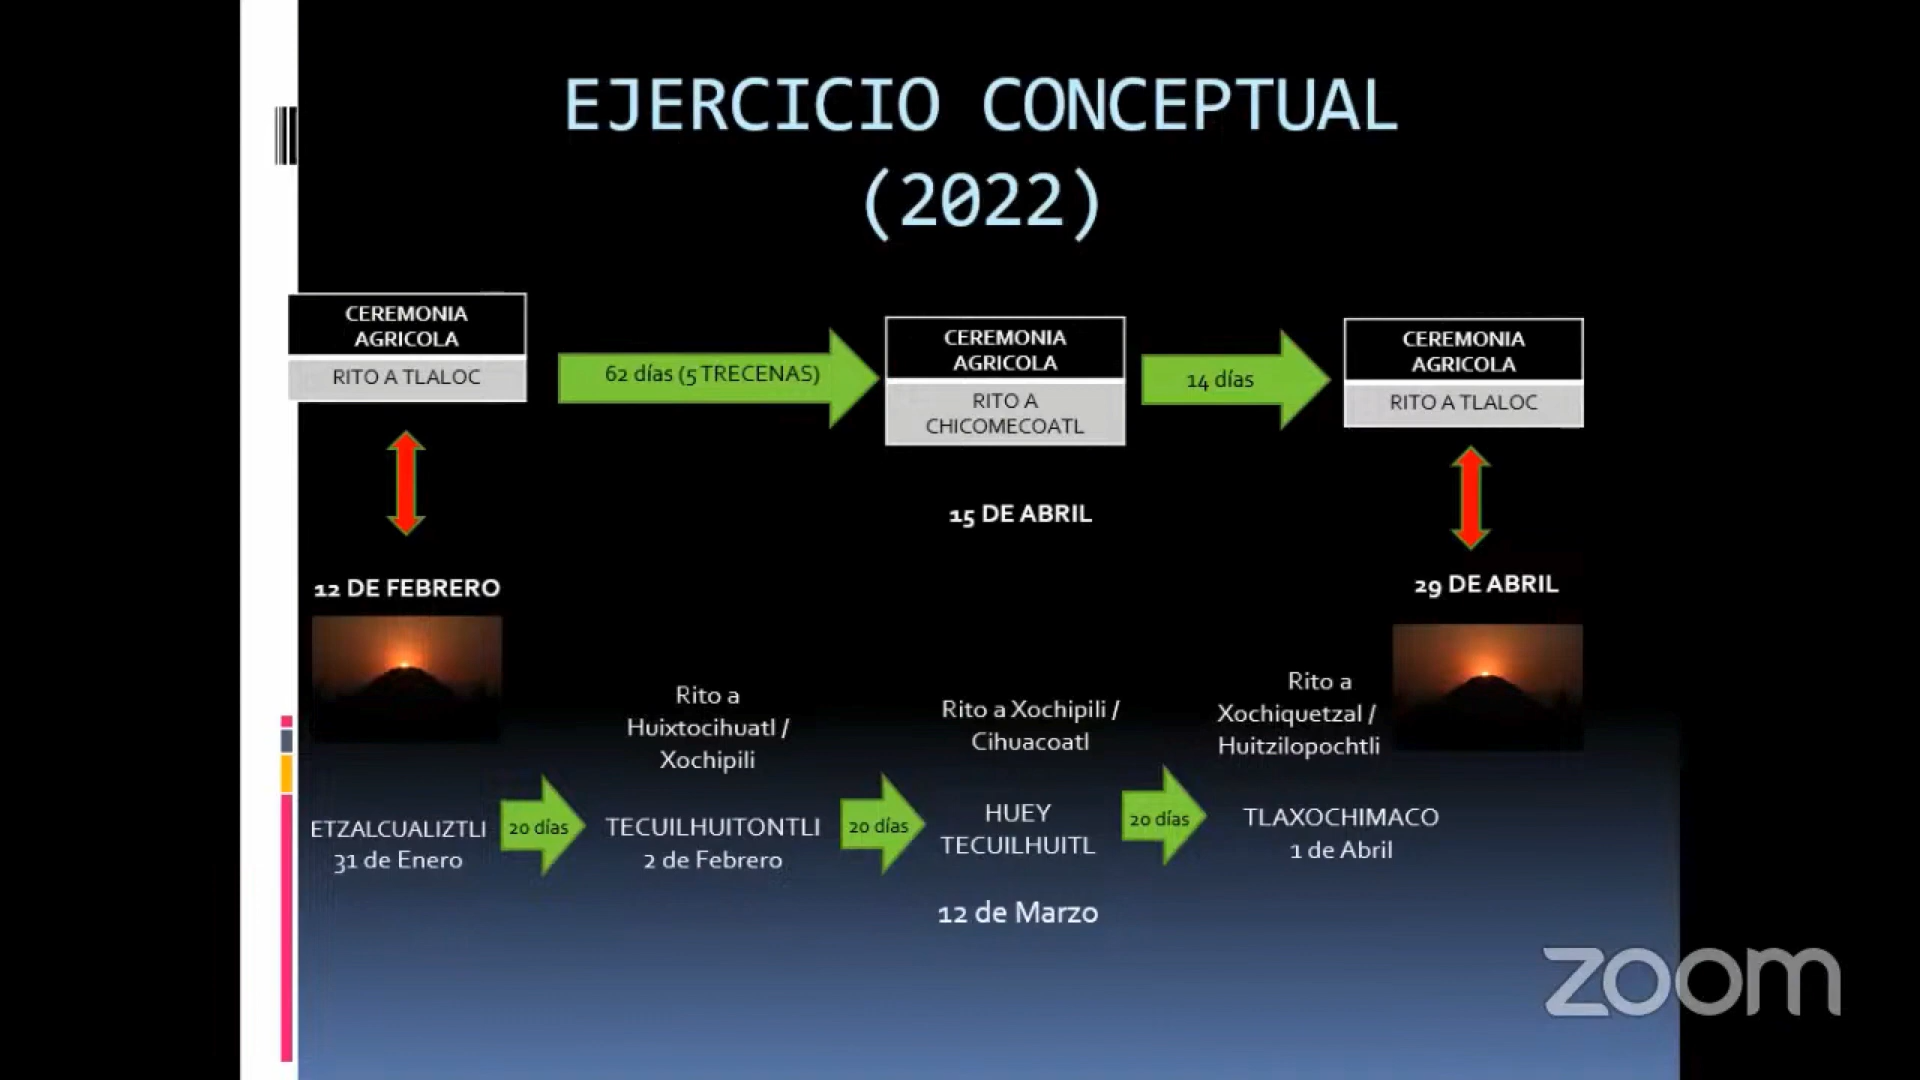 EJERCICIO CONCEPTUAL
(2022)
CEREMONIA
AGRICOLA
RITO A TLALOC
62 días (5 TRECENAS)
CEREMONIA
AGRICOLA
RITO A
CHICOMECOATL
14 días
CEREMONIA
AGRICOLA
RITO A TLALOC
15 DE ABRIL
12 DE FEBRERO
29 DE ABRIL
Rito a
Huixtocihuatl /
Xochipili
Rito a Xochipili /
Cihuacoatl
Rito a
Xochiquetzal /
Huitzilopochtli
ETZALCUALIZTLI
31 de Enero
20 días
TECUILHUITONTLI
2 de Febrero
20 días
HUEY
TECUILHUITL
12 de Marzo
20 días
TLAXOCHIMACO
1 de Abril
zoom